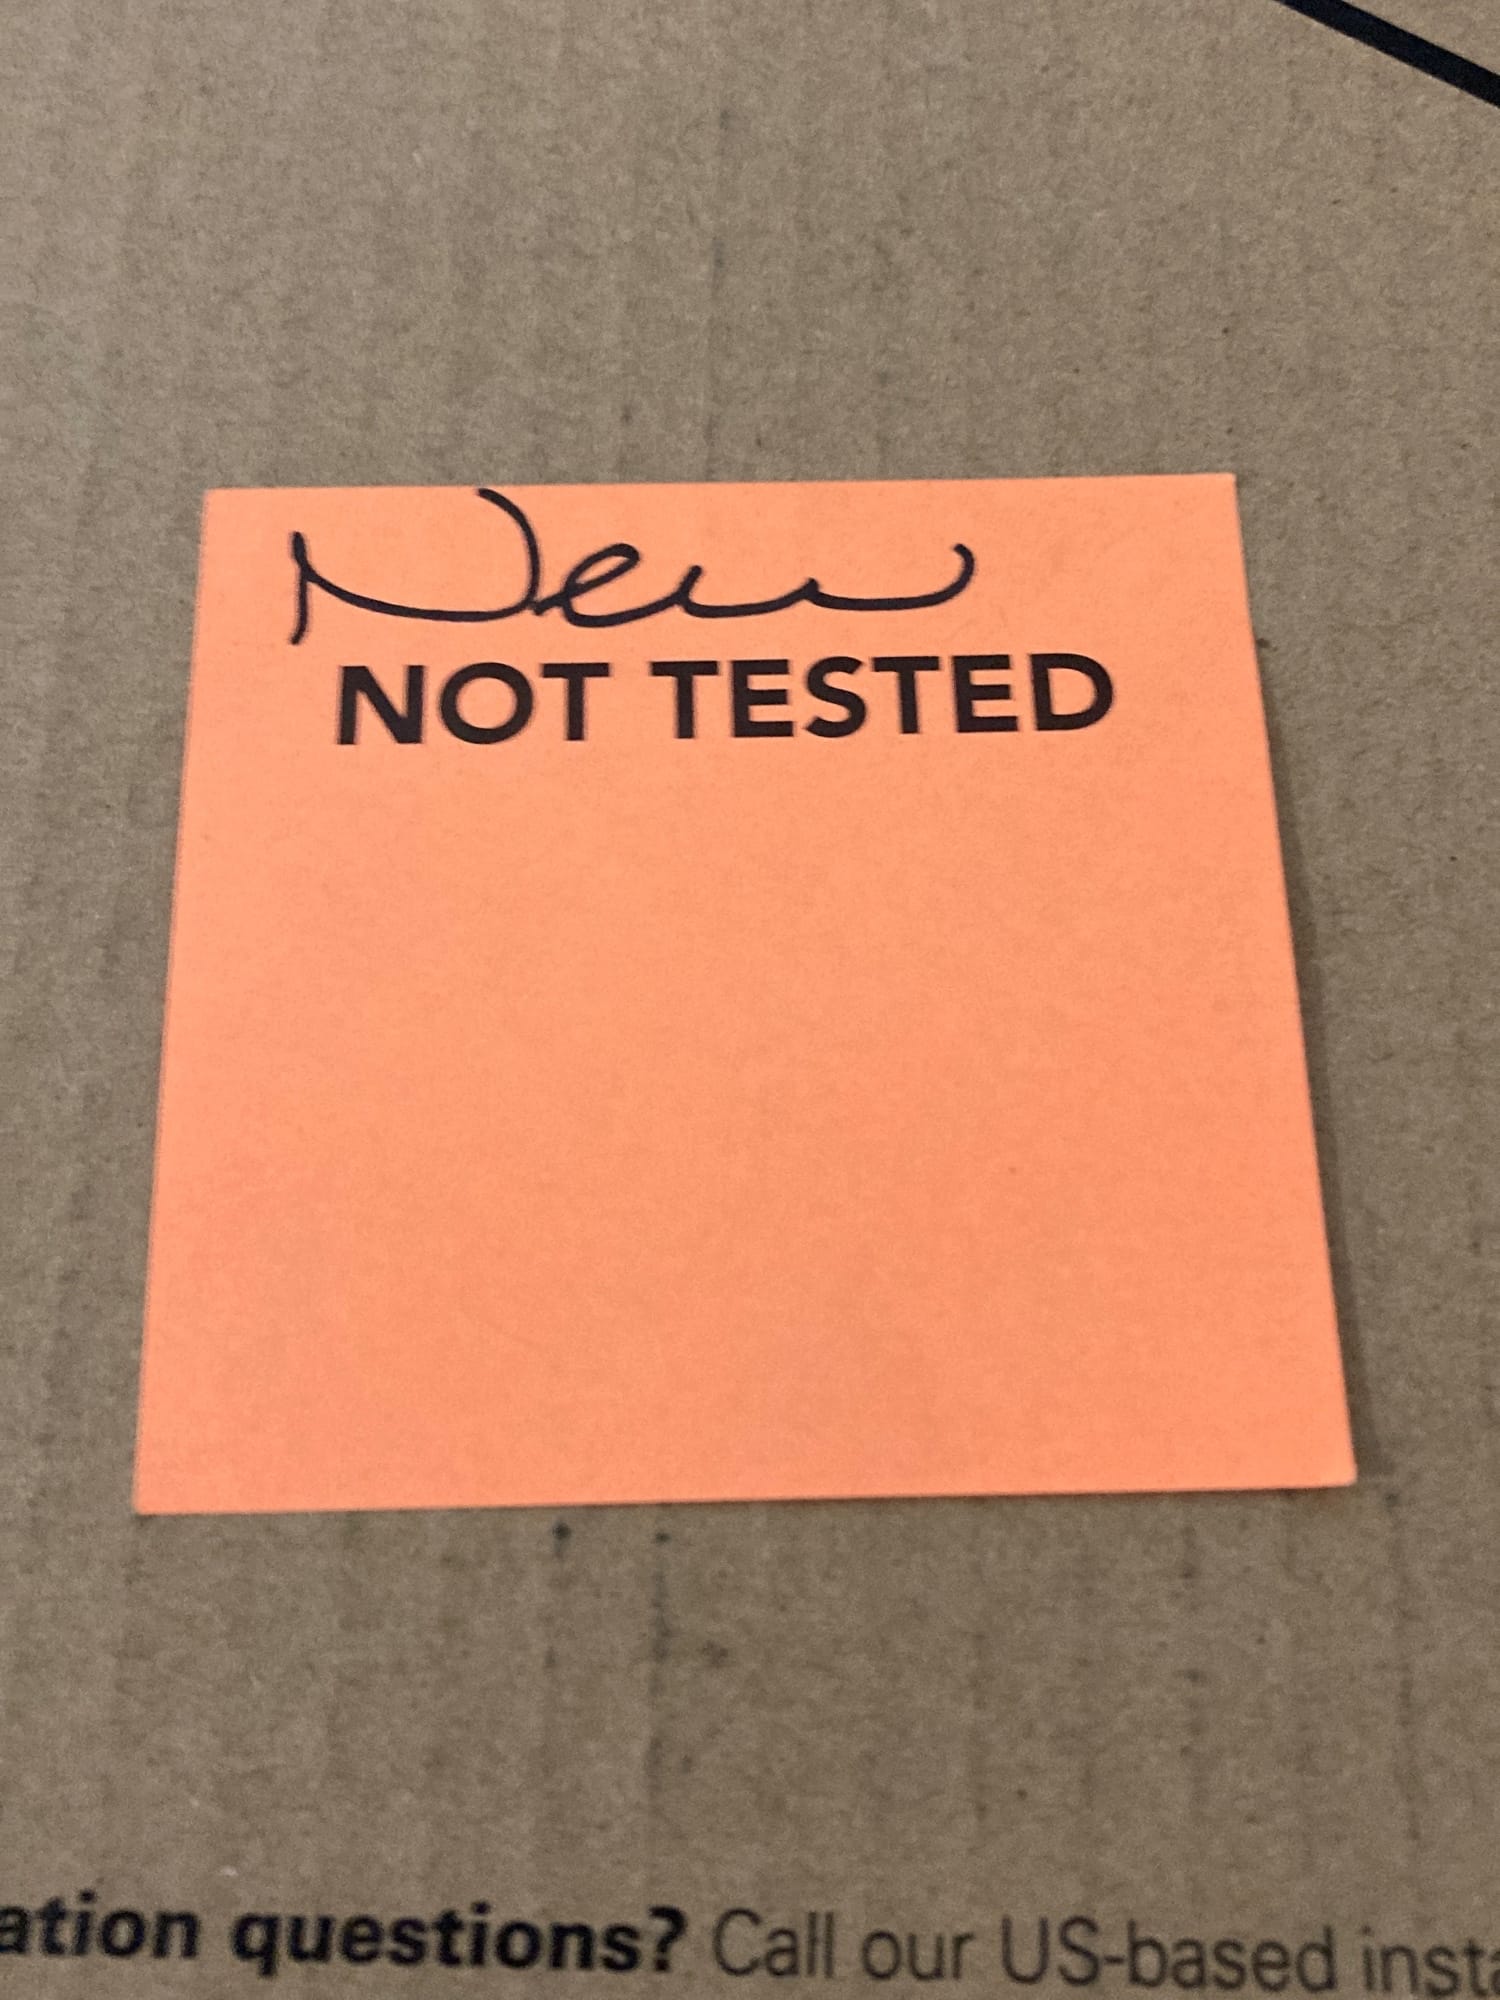 New
NOT TESTED
ation questions? Call our US-based insta